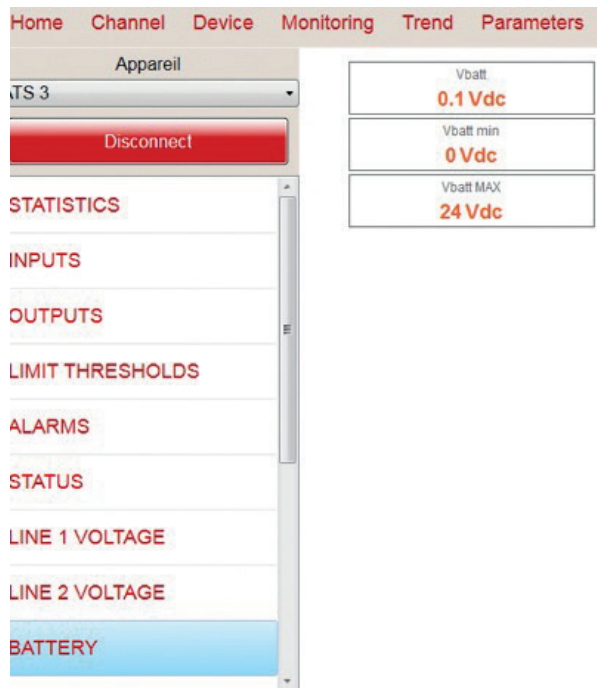 Home Channel Device Monitoring Trend Parameters
Appareil
ATS 3
Disconnect
STATISTICS
INPUTS
OUTPUTS
LIMIT THRESHOLDS
ALARMS
STATUS
LINE 1 VOLTAGE
LINE 2 VOLTAGE
BATTERY
Vbatt
0.1 Vdc
Vbatt min
0 Vdc
Vbatt MAX
24 Vdc